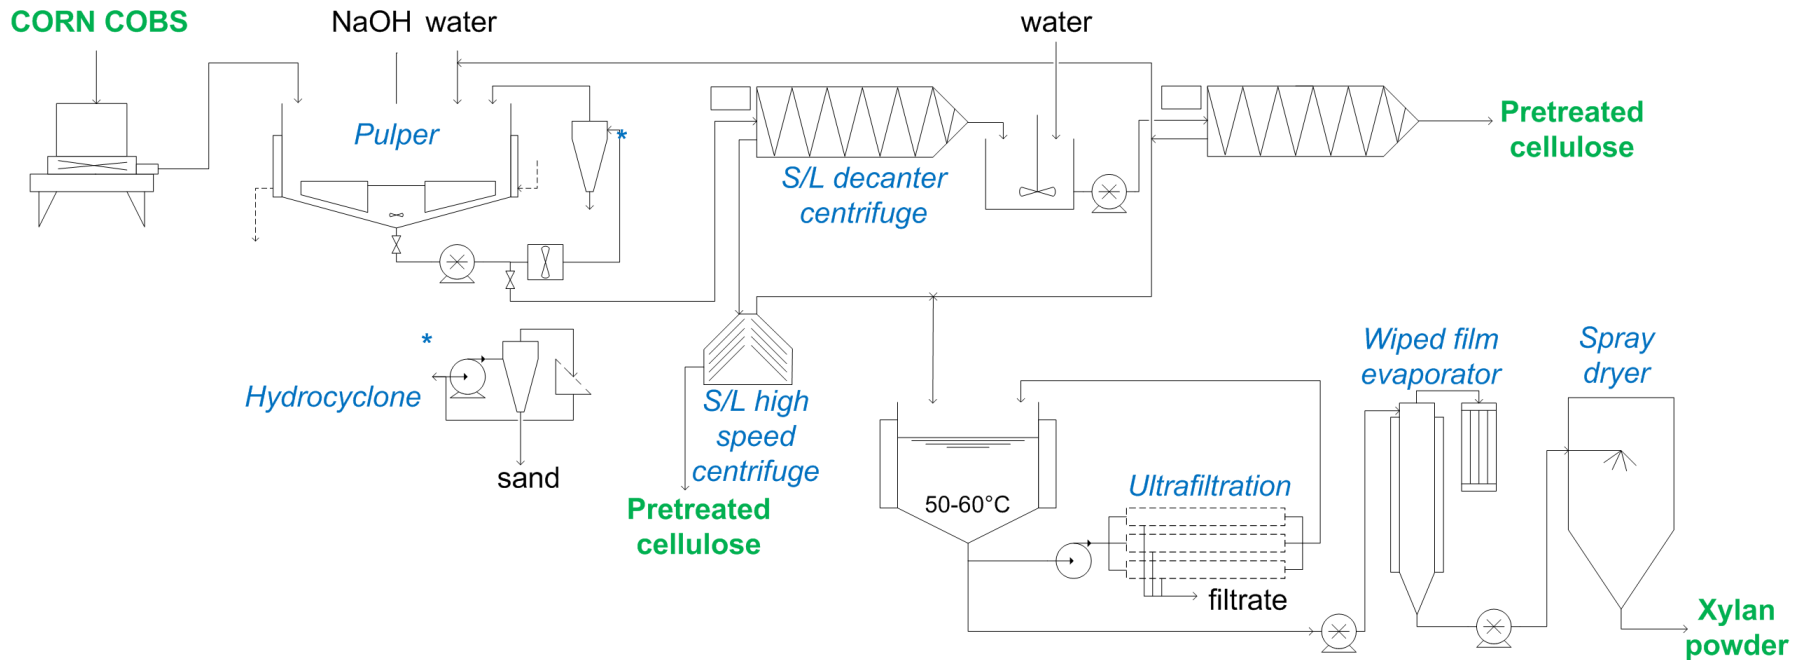 CORN COBS
NaOH water
water
Pulper
*
Pretreated
cellulose
S/L decanter
centrifuge
*
Hydrocyclone
sand
S/L high
speed
centrifuge
Pretreated
cellulose
50-60°C
Ultrafiltration
filtrate
Wiped film
evaporator
Spray
dryer
Xylan
powder